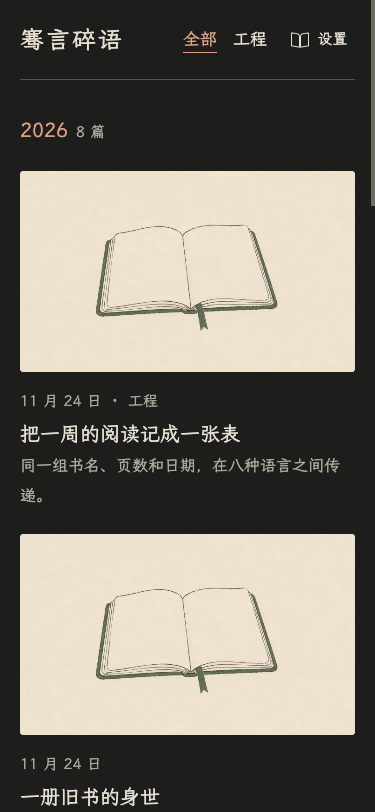 骞言碎语
全部 工程 设置
2026 8 篇
11 月 24 日 · 工程
把一周的阅读记成一张表
同一组书名、页数和日期，在八种语言之间传
递。
11 月 24 日
一册旧书的身世